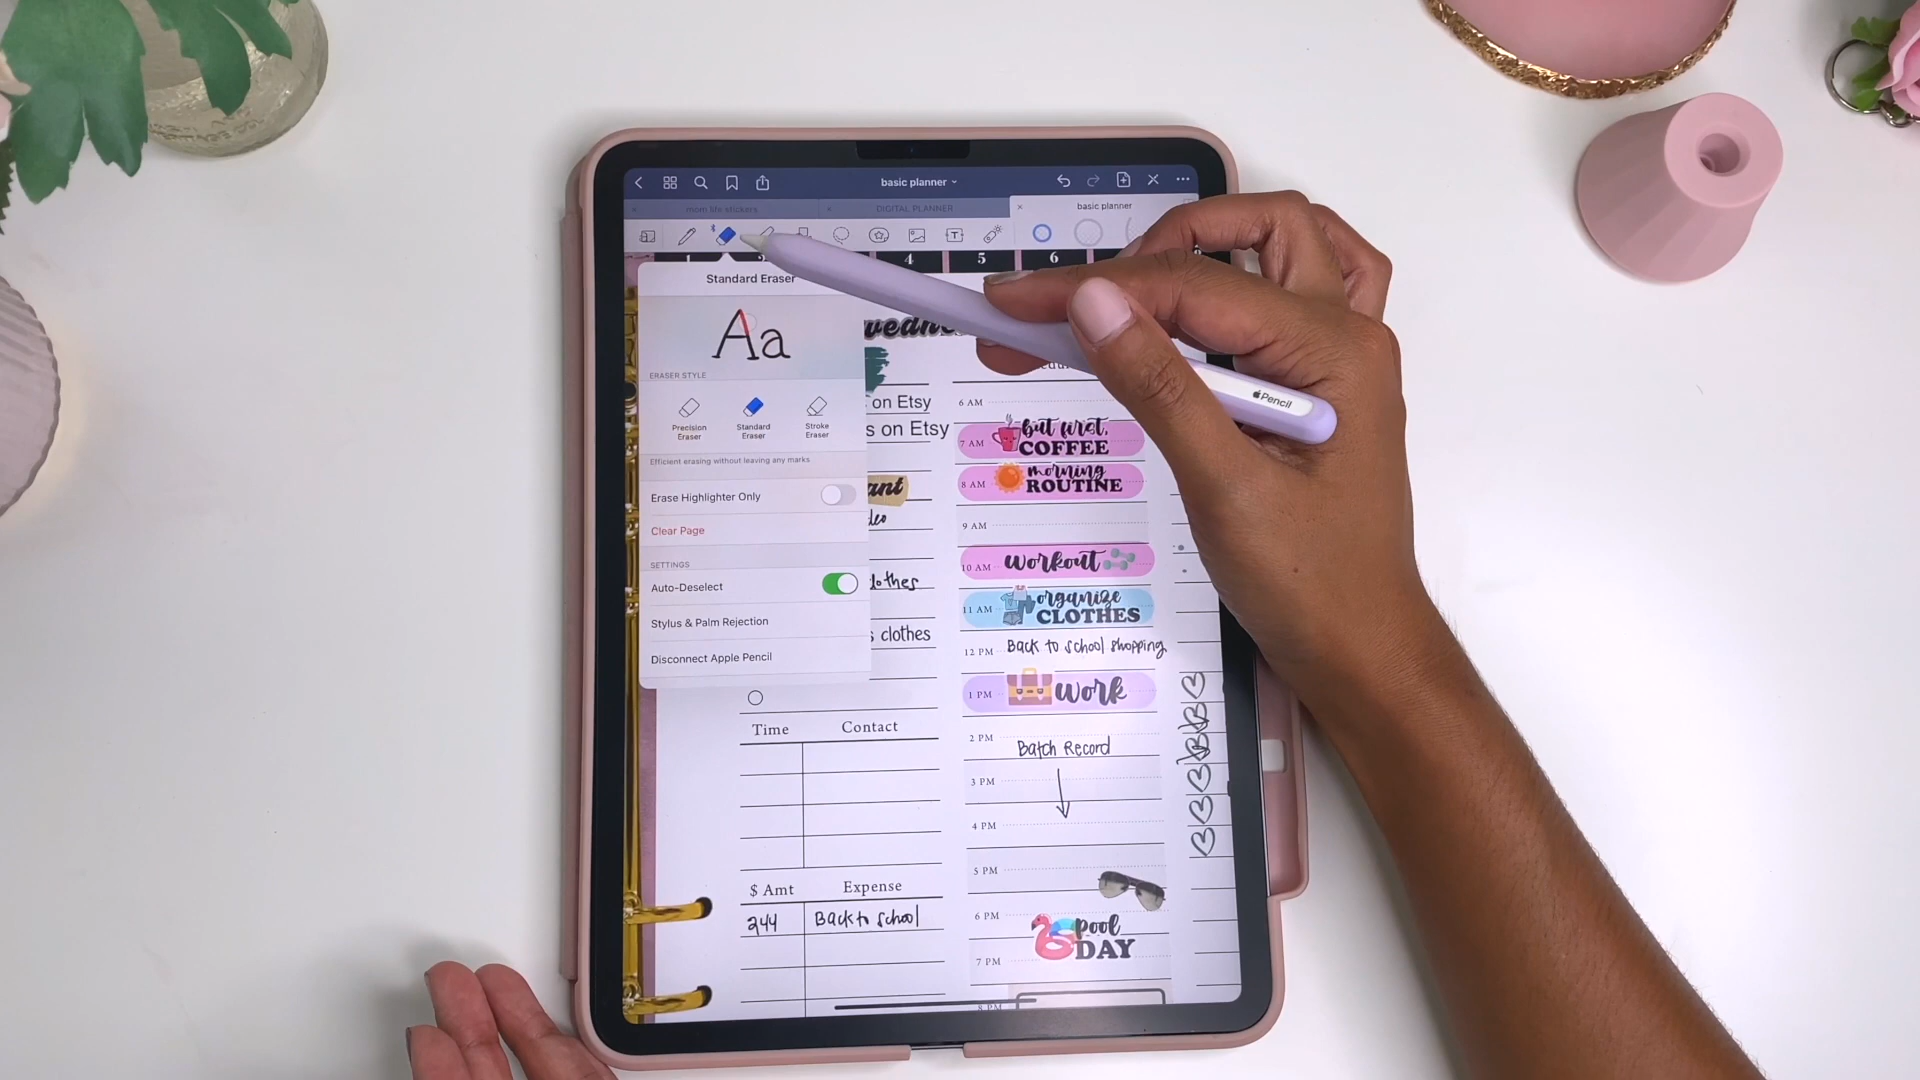 basic planner
mom life stickers
DIGITAL PLANNER
basic planner
4 5 6
Standard Eraser
Aa
ERASER STYLE
Precision Eraser
Standard Eraser
Stroke Eraser
Efficient erasing without leaving any marks
Erase Highlighter Only
Clear Page
SETTINGS
Auto-Deselect
Stylus & Palm Rejection
Disconnect Apple Pencil
on Etsy
s on Etsy
clothes
Time Contact
$ Amt Expense
244 Back to school
6 AM
7 AM but first, COFFEE
8 AM morning ROUTINE
9 AM
10 AM workout
11 AM organize CLOTHES
12 PM Back to school shopping
1 PM work
2 PM Batch Record
3 PM
4 PM
5 PM
6 PM pool DAY
7 PM
8 PM
Pencil